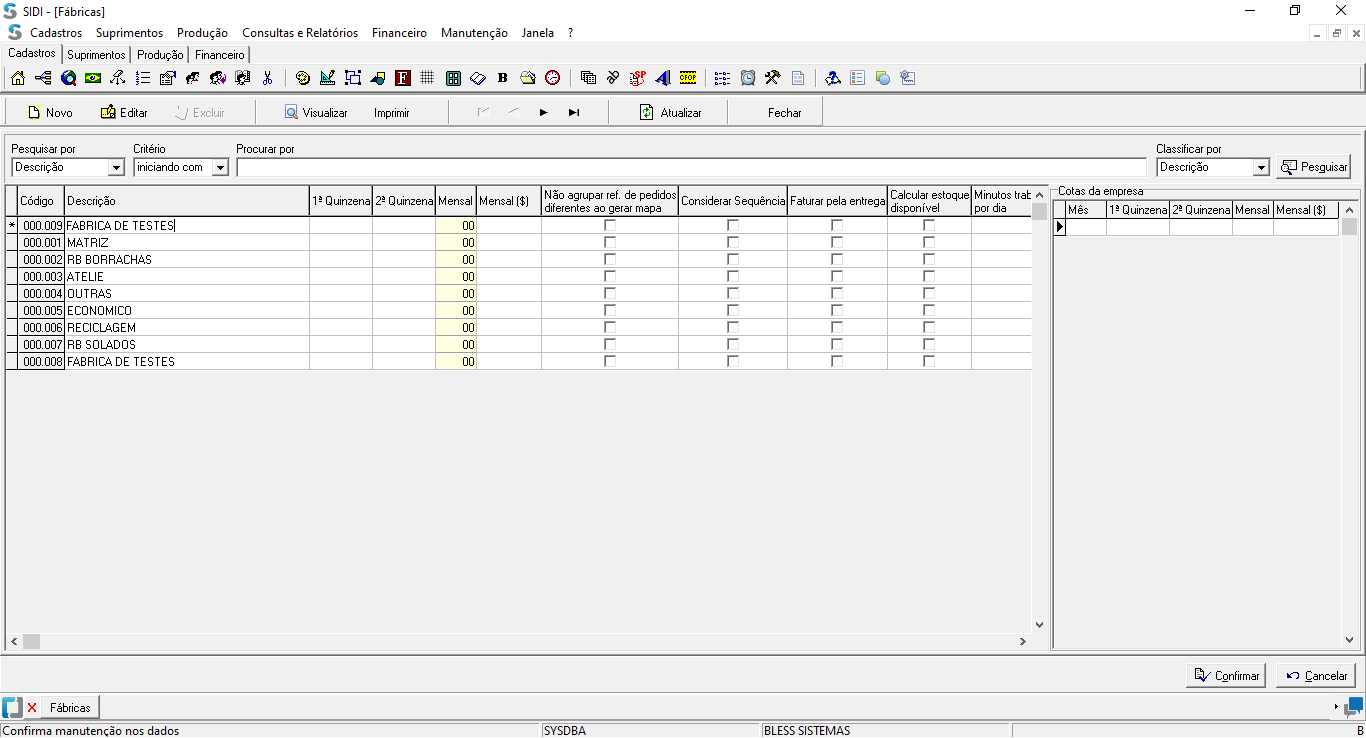 SIDI - [Fábricas]
Cadastros Suprimentos Produção Consultas e Relatórios Financeiro Manutenção Janela ?
Cadastros Suprimentos Produção Financeiro
F B SP CFOP
Novo Editar Excluir Visualizar Imprimir Atualizar Fechar
Pesquisar por Critério Procurar por Classificar por
Descrição iniciando com Descrição Pesquisar
Cotas da empresa
Código Descrição 1ª Quinzena 2ª Quinzena Mensal Mensal ($) Não agrupar ref. de pedidos diferentes ao gerar mapa Considerar Sequência Faturar pela entrega Calcular estoque disponível Minutos trab por dia
Mês 1ª Quinzena 2ª Quinzena Mensal Mensal ($)
* 000.009 FABRICA DE TESTES 00
000.001 MATRIZ 00
000.002 RB BORRACHAS 00
000.003 ATELIE 00
000.004 OUTRAS 00
000.005 ECONOMICO 00
000.006 RECICLAGEM 00
000.007 RB SOLADOS 00
000.008 FABRICA DE TESTES 00
Confirmar Cancelar
Fábricas
Confirma manutenção nos dados SYSDBA BLESS SISTEMAS B